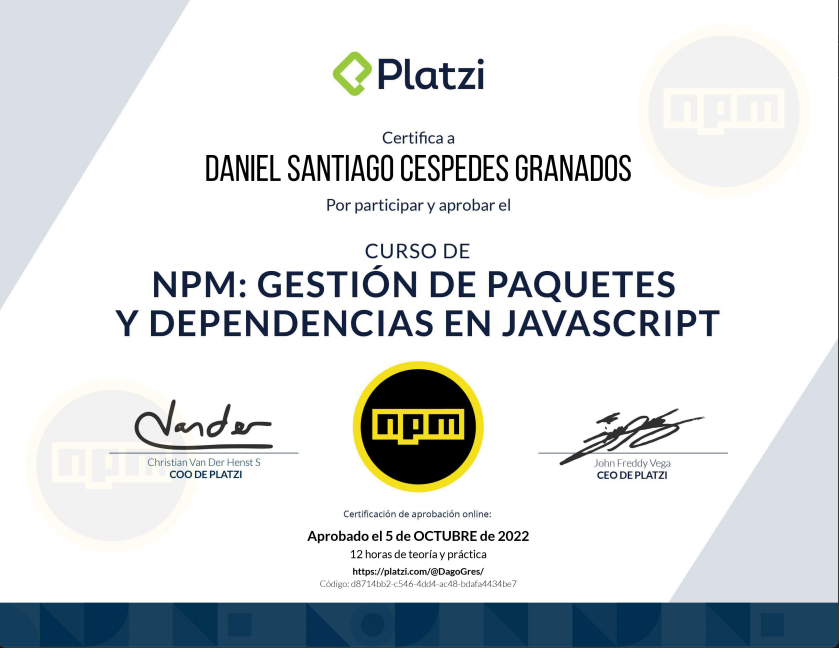 Platzi
npm
Certifica a
DANIEL SANTIAGO CESPEDES GRANADOS
Por participar y aprobar el
CURSO DE
NPM: GESTIÓN DE PAQUETES
Y DEPENDENCIAS EN JAVASCRIPT
Vander
npm
npm
Christian Van Der Henst S
COO DE PLATZI
John Freddy Vega
CEO DE PLATZI
Certificación de aprobación online:
Aprobado el 5 de OCTUBRE de 2022
12 horas de teoría y práctica
https://platzi.com/@DagoGres/
Código: d8714bb2-c546-4dd4-ac48-bdafa4434be7